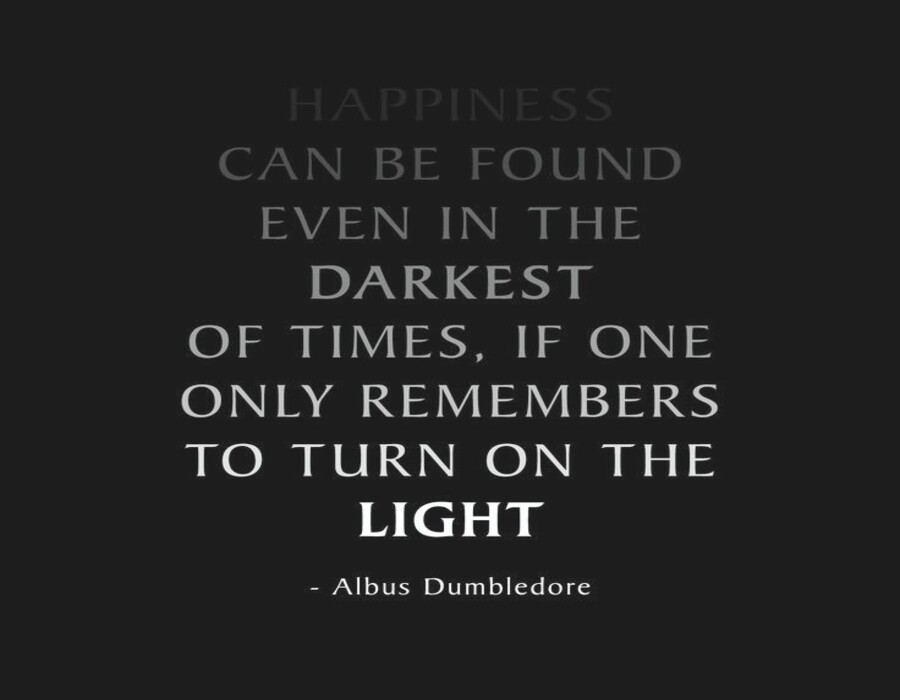 HAPPINESS
CAN BE FOUND
EVEN IN THE
DARKEST
OF TIMES, IF ONE
ONLY REMEMBERS
TO TURN ON THE
LIGHT
- Albus Dumbledore